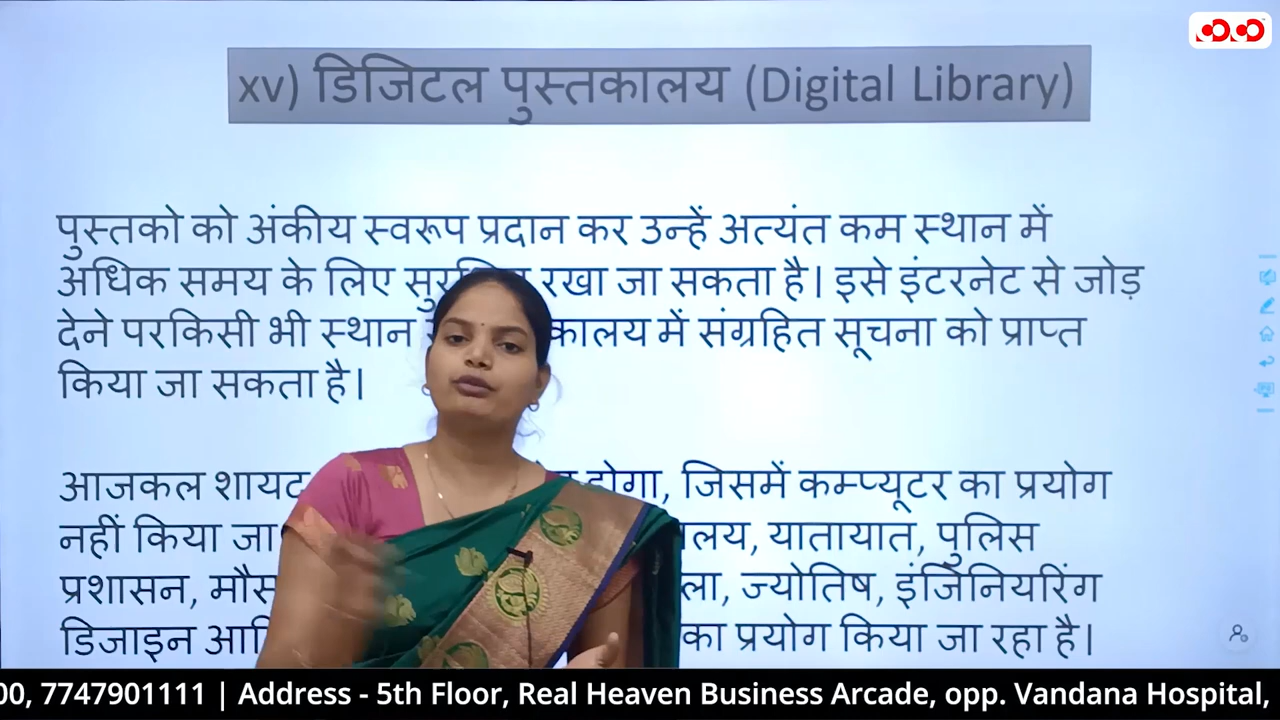 xv) डिजिटल पुस्तकालय (Digital Library)
पुस्तको को अंकीय स्वरूप प्रदान कर उन्हें अत्यंत कम स्थान में
अधिक समय के लिए रखा जा सकता है। इसे इंटरनेट से जोड़
देने परकिसी भी स्थान में संग्रहित सूचना को प्राप्त
किया जा सकता है।
आजकल शायद होगा, जिसमें कम्प्यूटर का प्रयोग
नहीं किया जा यातायात, पुलिस
प्रशासन, ज्योतिष, इंजिनियरिंग
डिजाइन का प्रयोग किया जा रहा है।
00, 7747901111 | Address - 5th Floor, Real Heaven Business Arcade, opp. Vandana Hospital,